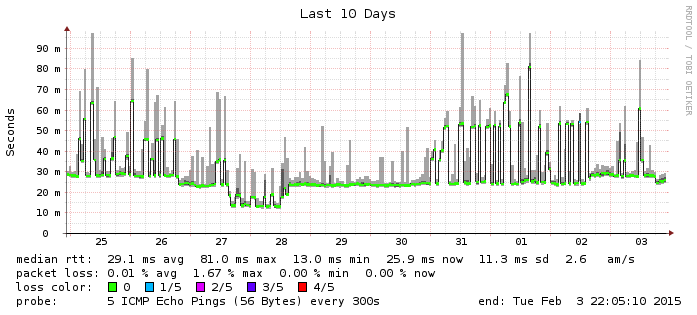 Last 10 Days
RRDTOOL / TOBI OETIKER
Seconds
90 m
80 m
70 m
60 m
50 m
40 m
30 m
20 m
10 m
0
25 26 27 28 29 30 31 01 02 03
median rtt: 29.1 ms avg 81.0 ms max 13.0 ms min 25.9 ms now 11.3 ms sd 2.6 am/s
packet loss: 0.01 % avg 1.67 % max 0.00 % min 0.00 % now
loss color: 0 1/5 2/5 3/5 4/5
probe: 5 ICMP Echo Pings (56 Bytes) every 300s end: Tue Feb 3 22:05:10 2015